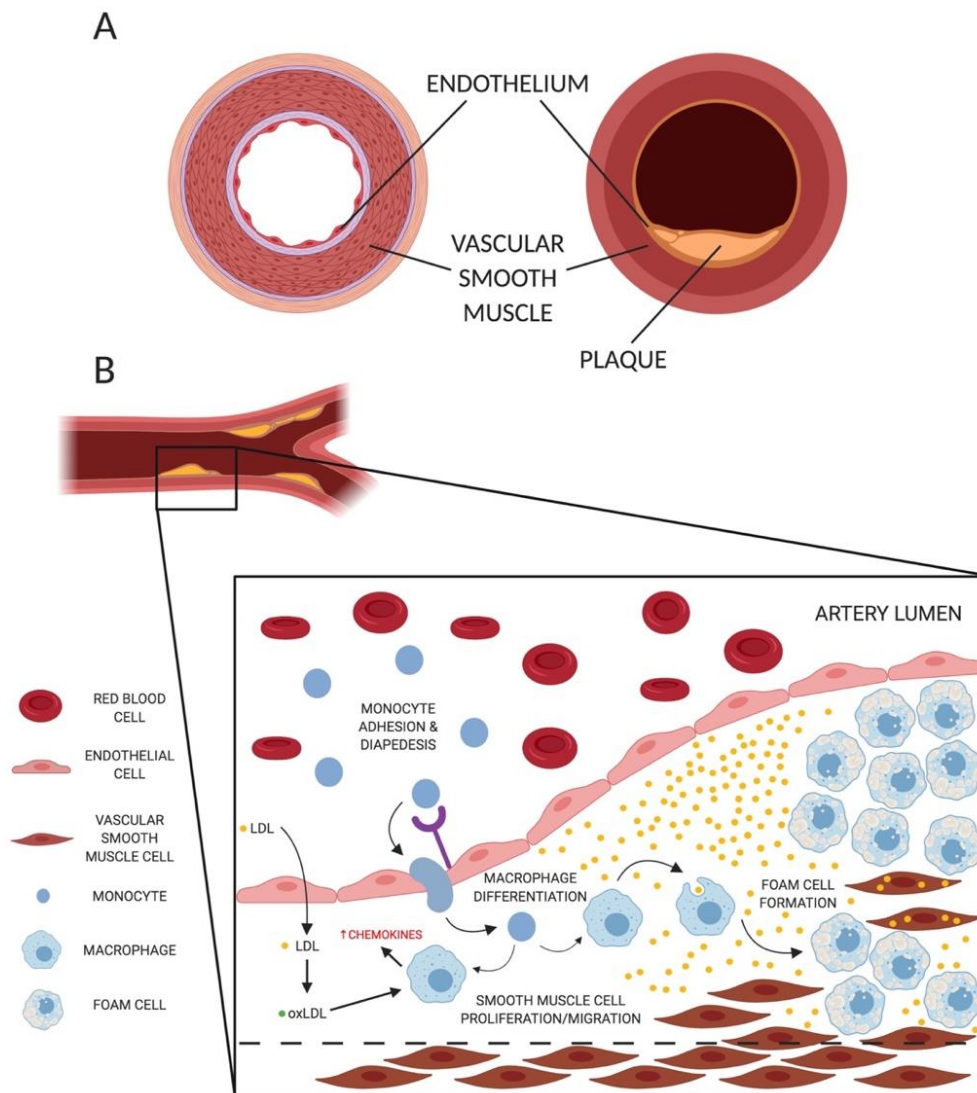 A
ENDOTHELIUM
VASCULAR
SMOOTH
MUSCLE
PLAQUE
B
ARTERY LUMEN
RED BLOOD
CELL
ENDOTHELIAL
CELL
VASCULAR
SMOOTH
MUSCLE CELL
MONOCYTE
MACROPHAGE
FOAM CELL
MONOCYTE
ADHESION &
DIAPEDESIS
LDL
LDL
oxLDL
↑CHEMOKINES
MACROPHAGE
DIFFERENTIATION
FOAM CELL
FORMATION
SMOOTH MUSCLE CELL
PROLIFERATION/MIGRATION